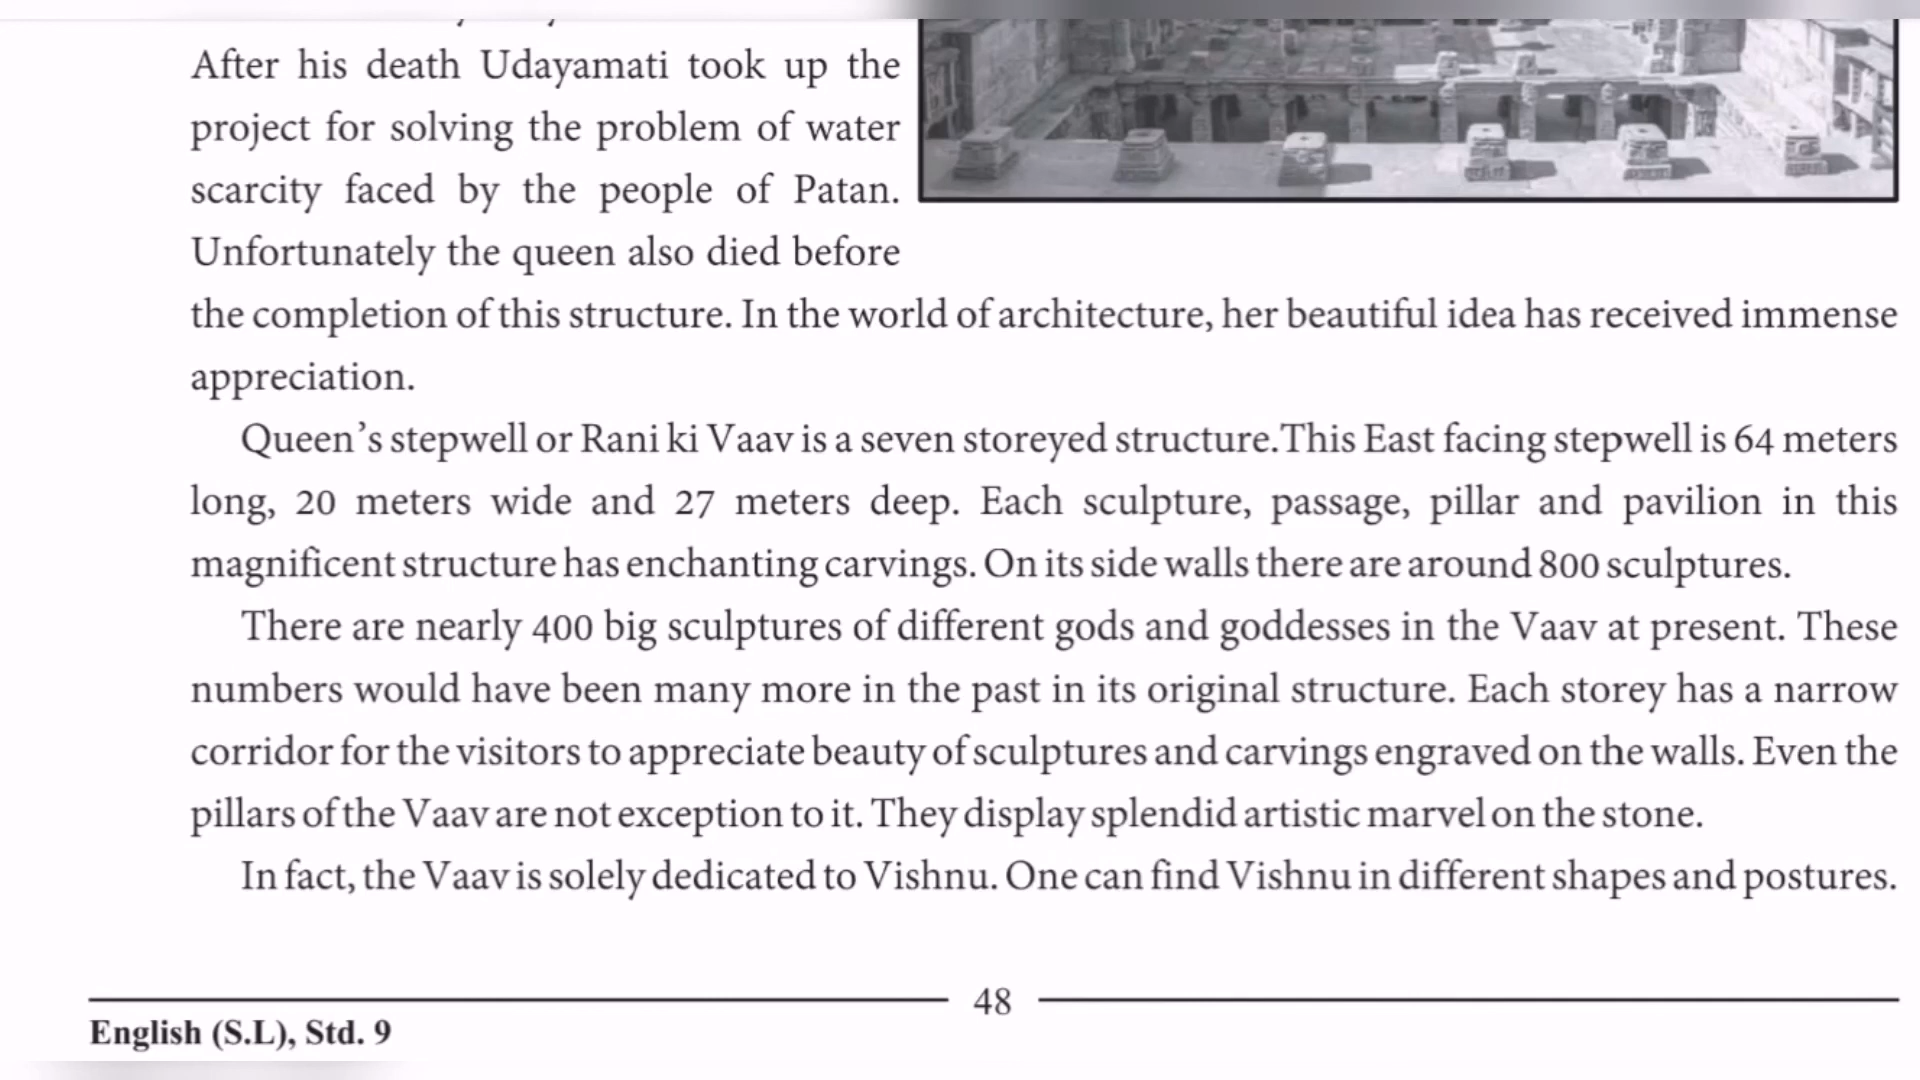 After his death Udayamati took up the
project for solving the problem of water
scarcity faced by the people of Patan.
Unfortunately the queen also died before
the completion of this structure. In the world of architecture, her beautiful idea has received immense
appreciation.
Queen's stepwell or Rani ki Vaav is a seven storeyed structure.This East facing stepwell is 64 meters
long, 20 meters wide and 27 meters deep. Each sculpture, passage, pillar and pavilion in this
magnificent structure has enchanting carvings. On its side walls there are around 800 sculptures.
There are nearly 400 big sculptures of different gods and goddesses in the Vaav at present. These
numbers would have been many more in the past in its original structure. Each storey has a narrow
corridor for the visitors to appreciate beauty of sculptures and carvings engraved on the walls. Even the
pillars of the Vaav are not exception to it. They display splendid artistic marvel on the stone.
In fact, the Vaav is solely dedicated to Vishnu. One can find Vishnu in different shapes and postures.
48
English (S.L), Std. 9